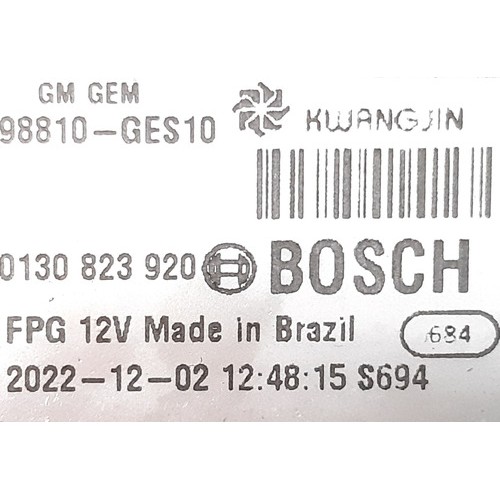 GM GEM
98810-GES10 KWANGJIN
0130 823 920 BOSCH
FPG 12V Made in Brazil 684
2022-12-02 12:48:15 S694